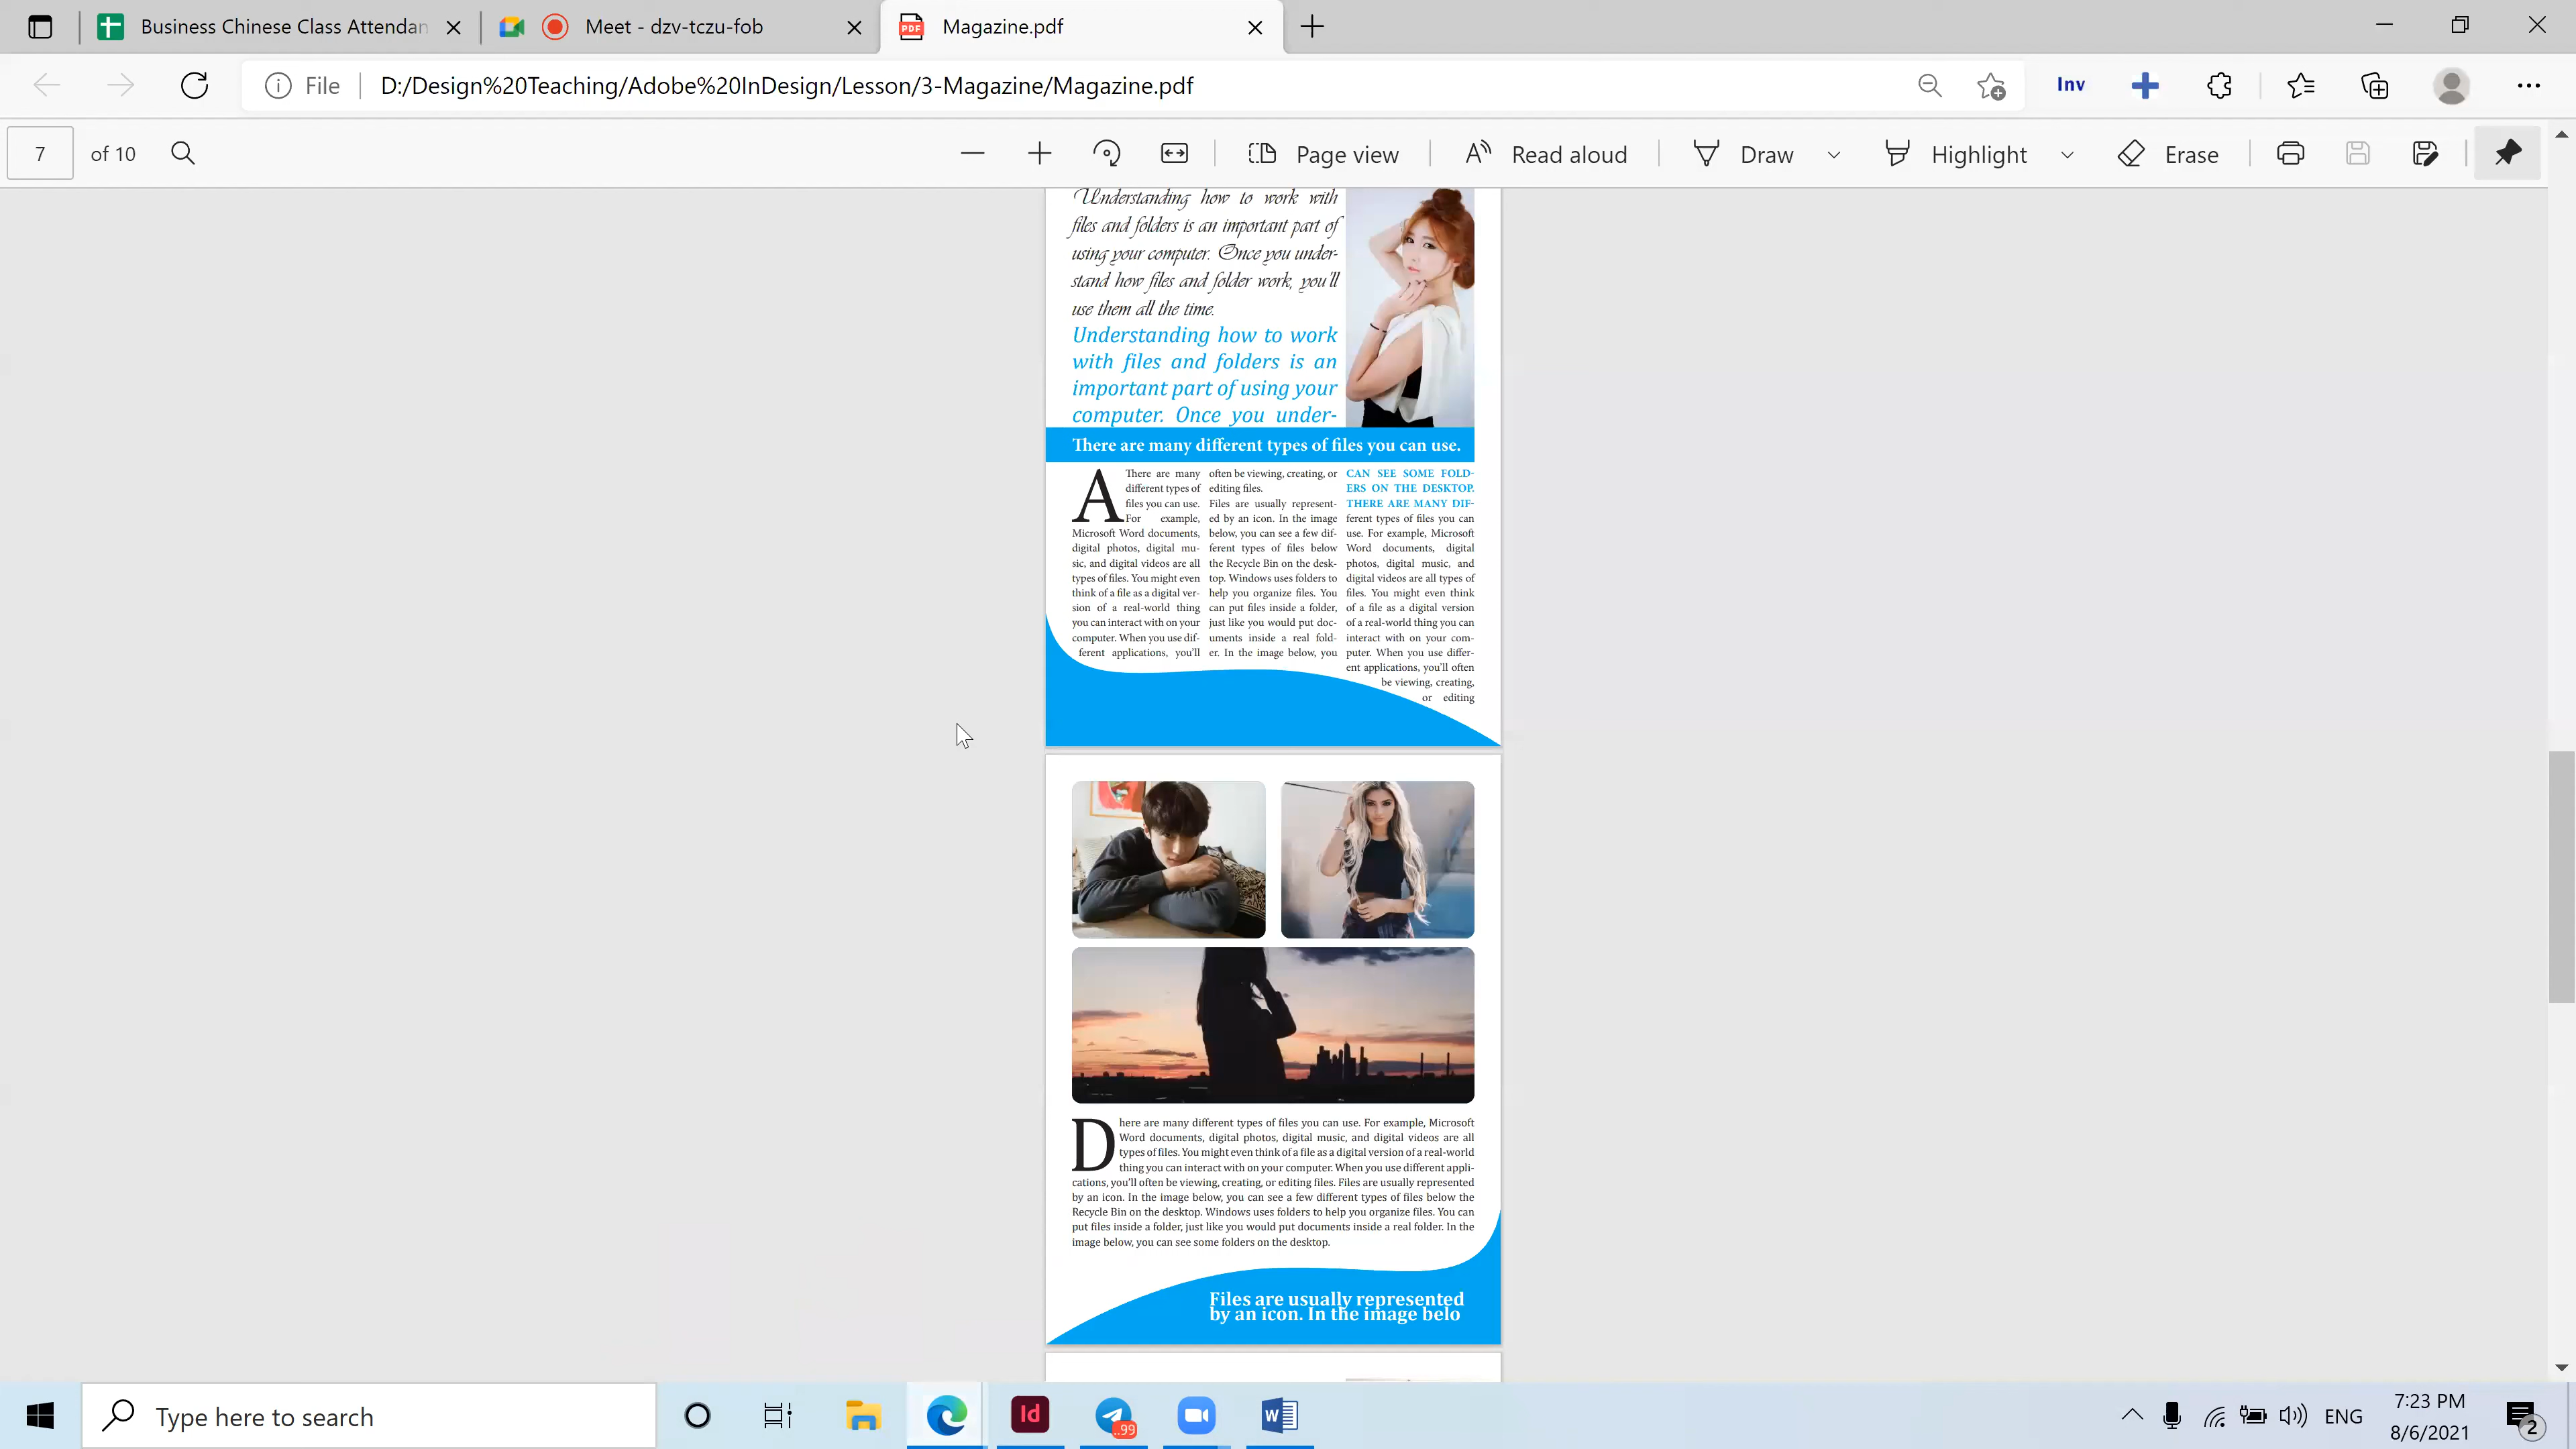 Business Chinese Class Attendan
Meet - dzv-tczu-fob
PDF
Magazine.pdf
File
D:/Design%20Teaching/Adobe%20InDesign/Lesson/3-Magazine/Magazine.pdf
Inv
7
of 10
Page view
Read aloud
Draw
Highlight
Erase
Understanding how to work with
files and folders is an important part of
using your computer. Once you under-
stand how files and folder work, you'll
use them all the time.
Understanding how to work
with files and folders is an
important part of using your
computer. Once you under-
There are many different types of files you can use.
A
There are many
different types of
files you can use.
For example,
Microsoft Word documents,
digital photos, digital mu-
sic, and digital videos are all
types of files. You might even
think of a file as a digital ver-
sion of a real-world thing
you can interact with on your
computer. When you use dif-
ferent applications, you'll
often be viewing, creating, or
editing files.
Files are usually represent-
ed by an icon. In the image
below, you can see a few dif-
ferent types of files below
the Recycle Bin on the desk-
top. Windows uses folders to
help you organize files. You
can put files inside a folder,
just like you would put doc-
uments inside a real fold-
er. In the image below, you
CAN SEE SOME FOLD-
ERS ON THE DESKTOP.
THERE ARE MANY DIF-
ferent types of files you can
use. For example, Microsoft
Word documents, digital
photos, digital music, and
digital videos are all types of
files. You might even think
of a file as a digital version
of a real-world thing you can
interact with on your com-
puter. When you use differ-
ent applications, you'll often
be viewing, creating,
or editing
D
here are many different types of files you can use. For example, Microsoft
Word documents, digital photos, digital music, and digital videos are all
types of files. You might even think of a file as a digital version of a real-world
thing you can interact with on your computer. When you use different appli-
cations, you'll often be viewing, creating, or editing files. Files are usually represented
by an icon. In the image below, you can see a few different types of files below the
Recycle Bin on the desktop. Windows uses folders to help you organize files. You can
put files inside a folder, just like you would put documents inside a real folder. In the
image below, you can see some folders on the desktop.
Files are usually represented
by an icon. In the image belo
Type here to search
Id
..99
W
ENG
7:23 PM
8/6/2021
2